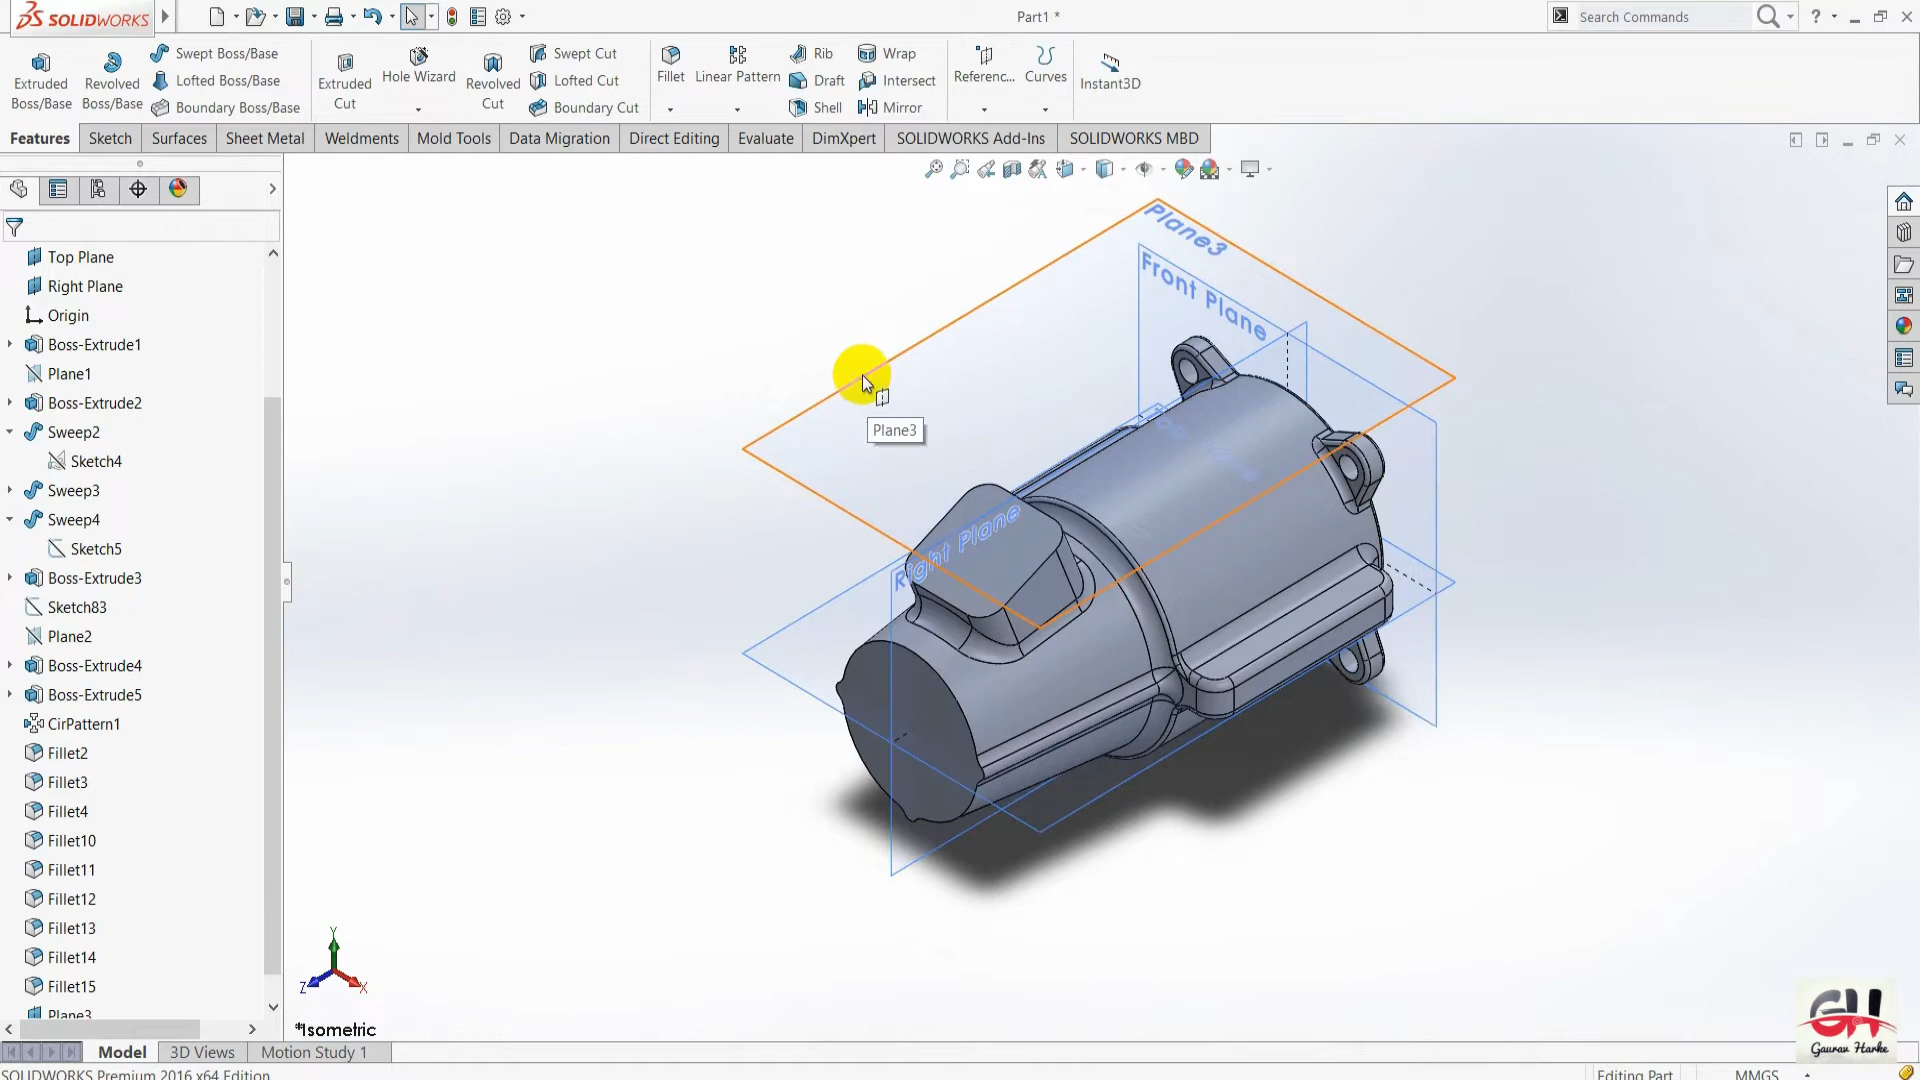 SOLIDWORKS
Part1 *
Search Commands
?
Extruded Boss/Base
Revolved Boss/Base
Swept Boss/Base
Lofted Boss/Base
Boundary Boss/Base
Extruded Cut
Hole Wizard
Revolved Cut
Swept Cut
Lofted Cut
Boundary Cut
Fillet
Linear Pattern
Rib
Draft
Shell
Wrap
Intersect
Mirror
Referenc...
Curves
Instant3D
Features
Sketch
Surfaces
Sheet Metal
Weldments
Mold Tools
Data Migration
Direct Editing
Evaluate
DimXpert
SOLIDWORKS Add-Ins
SOLIDWORKS MBD
Top Plane
Right Plane
Origin
Boss-Extrude1
Plane1
Boss-Extrude2
Sweep2
Sketch4
Sweep3
Sweep4
Sketch5
Boss-Extrude3
Sketch83
Plane2
Boss-Extrude4
Boss-Extrude5
CirPattern1
Fillet2
Fillet3
Fillet4
Fillet10
Fillet11
Fillet12
Fillet13
Fillet14
Fillet15
Plane3
Plane3
Front Plane
Plane3
Right Plane
Y
Z
X
*Isometric
GH
Gaurav Harke
Model
3D Views
Motion Study 1
SOLIDWORKS Premium 2016 x64 Edition
Editing Part
MMGS